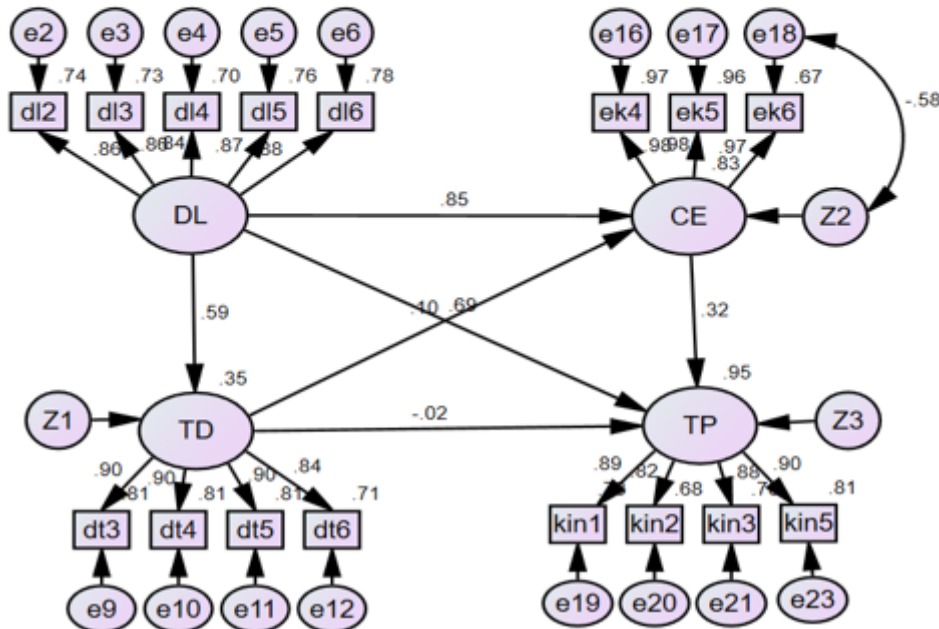 e2 e3 e4 e5 e6 e16 e17 e18
.74 .73 .70 .76 .78 .97 .96 .67
dl2 dl3 dl4 dl5 dl6 ek4 ek5 ek6
-.58
.86 .86 .84 .87 .88 .98 .98 .97
.83
DL .85 CE Z2
.59 .10 .69 .32
.35 .95
Z1 TD -.02 TP Z3
.90 .90 .90 .84 .89 .82 .88 .90
.81 .81 .81 .71 .68 .81
dt3 dt4 dt5 dt6 kin1 kin2 kin3 kin5
e9 e10 e11 e12 e19 e20 e21 e23